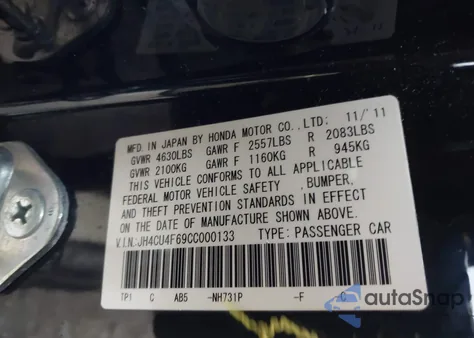 MFD. IN JAPAN BY HONDA MOTOR CO., LTD: 11/'11
GVWR 4630LBS GAWR F 2557LBS R 2083LBS
GVWR 2100KG GAWR F 1160KG R 945KG
THIS VEHICLE CONFORMS TO ALL APPLICABLE
FEDERAL MOTOR VEHICLE SAFETY , BUMPER,
AND THEFT PREVENTION STANDARDS IN EFFECT
ON THE DATE OF MANUFACTURE SHOWN ABOVE.
V.I.N.:JH4CU4F69CC000133 TYPE: PASSENGER CAR
TP1 C AB5 -NH731P -F C
autoSnap